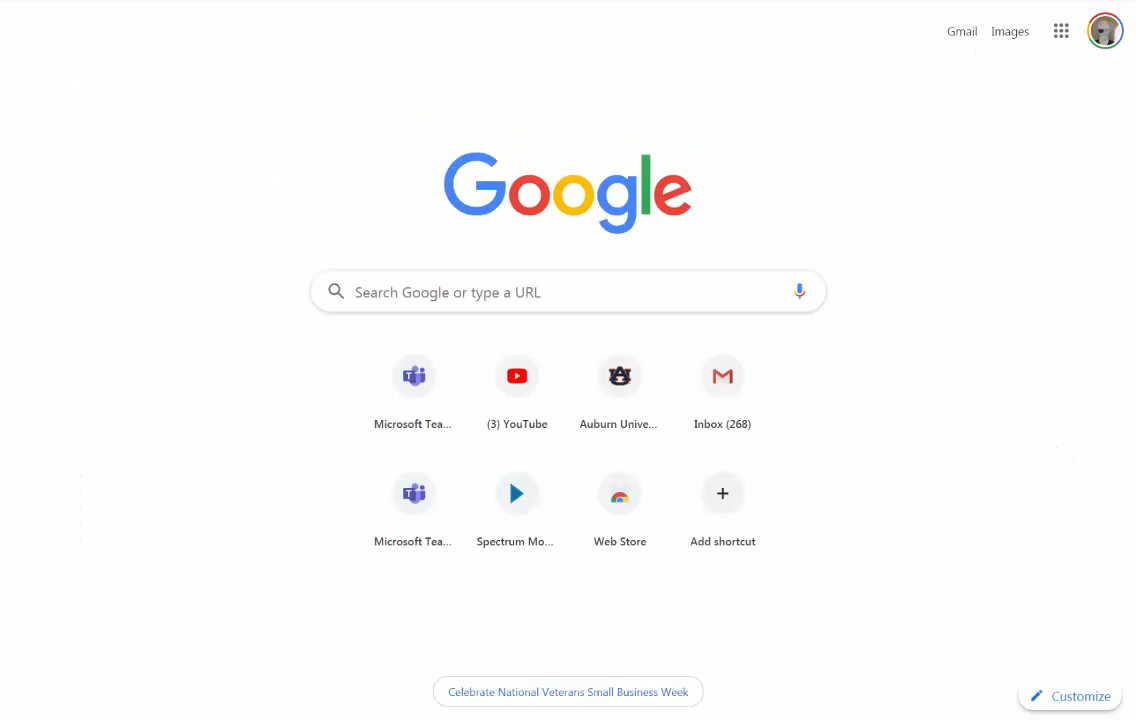 Gmail Images
Google
Search Google or type a URL
Microsoft Tea... (3) YouTube Auburn Unive... Inbox (268)
Microsoft Tea... Spectrum Mo... Web Store Add shortcut
Celebrate National Veterans Small Business Week
Customize